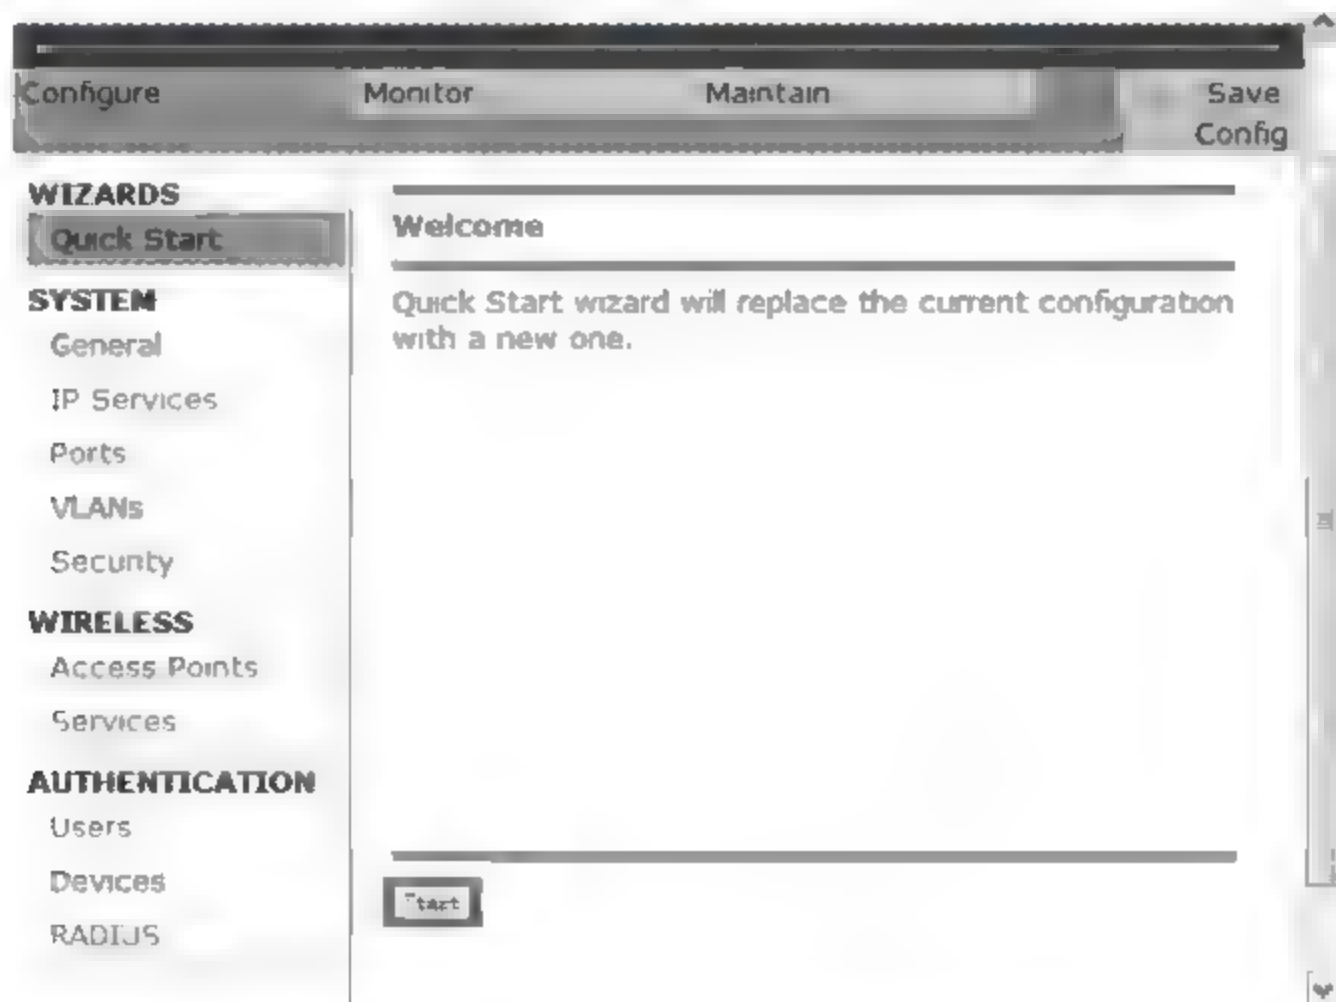 Configure Monitor Maintain Save
Config
WIZARDS
Quick Start
SYSTEM
General
IP Services
Ports
VLANs
Security
WIRELESS
Access Points
Services
AUTHENTICATION
Users
Devices
RADIUS
Welcome
Quick Start wizard will replace the current configuration
with a new one.
Start